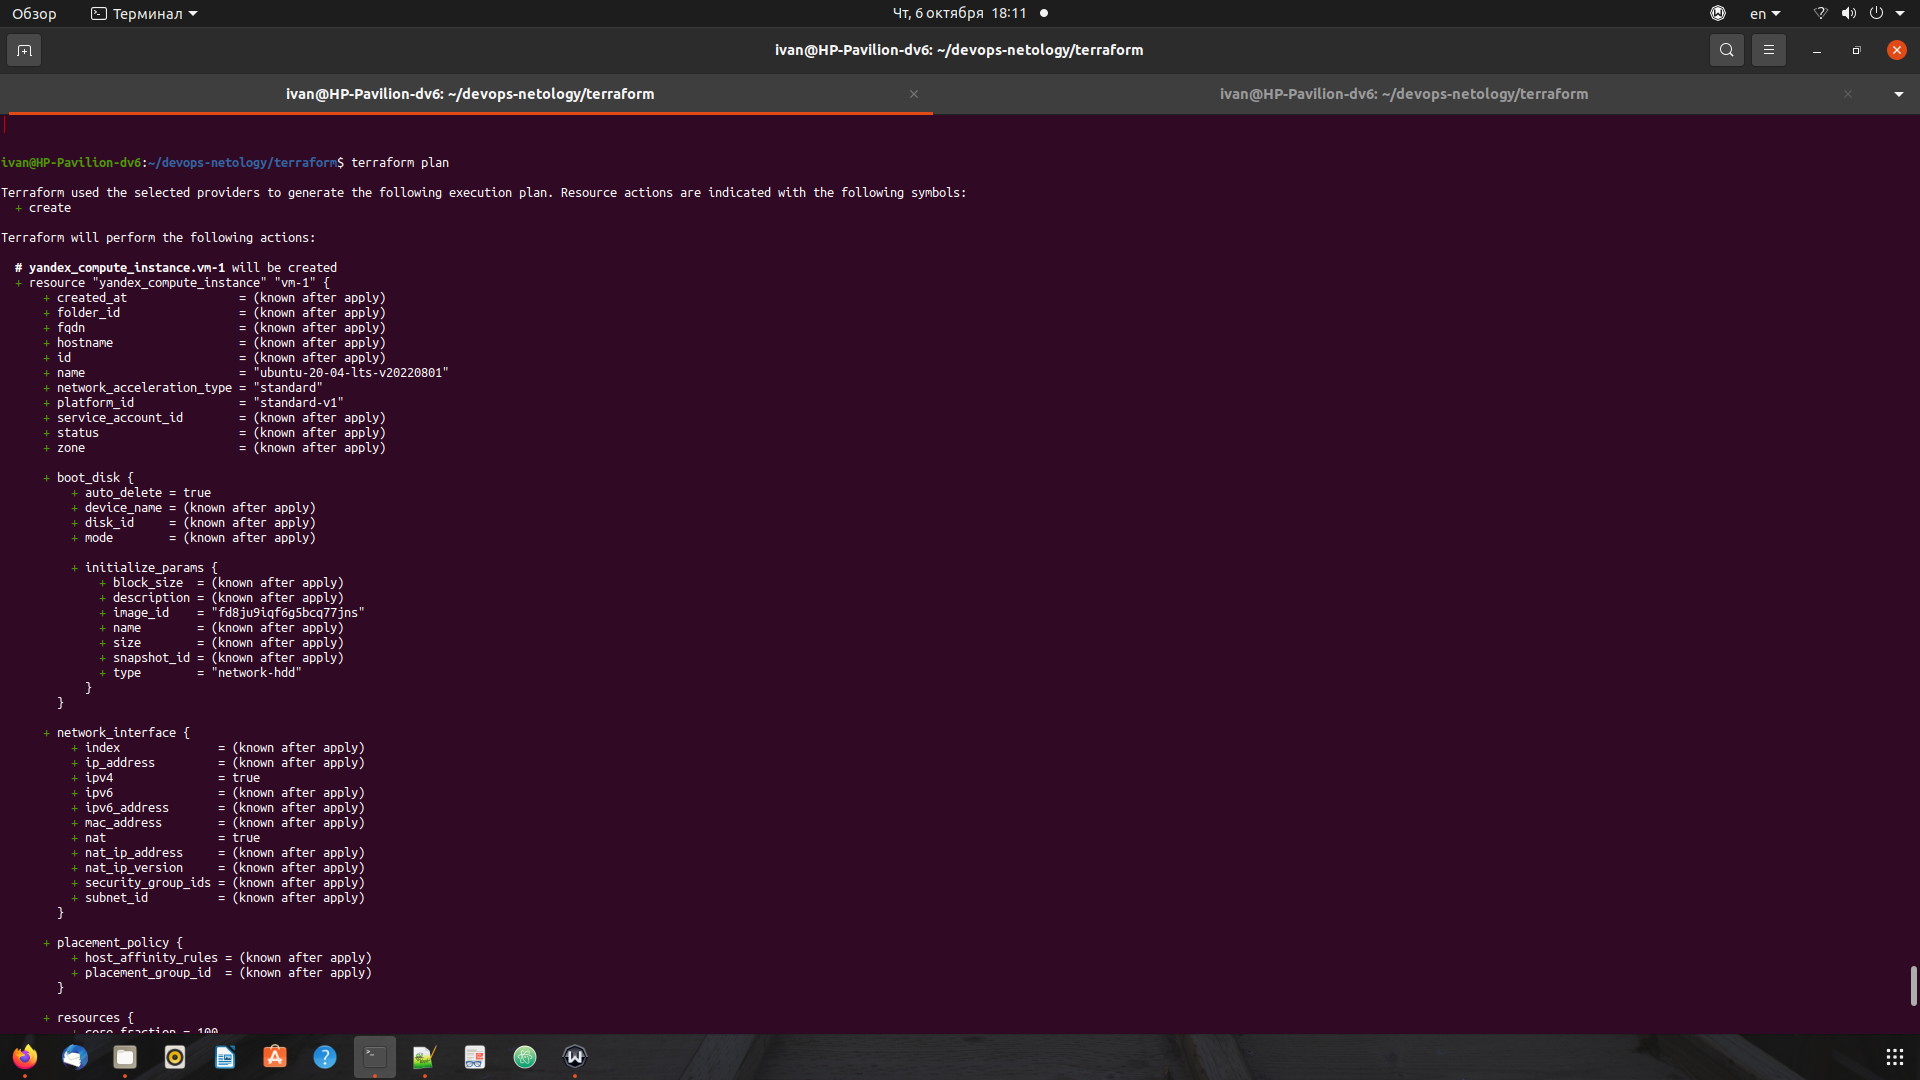 Обзор Терминал Чт, 6 октября 18:11 en
ivan@HP-Pavilion-dv6: ~/devops-netology/terraform
ivan@HP-Pavilion-dv6: ~/devops-netology/terraform ivan@HP-Pavilion-dv6: ~/devops-netology/terraform
ivan@HP-Pavilion-dv6:~/devops-netology/terraform$ terraform plan
Terraform used the selected providers to generate the following execution plan. Resource actions are indicated with the following symbols:
+ create
Terraform will perform the following actions:
# yandex_compute_instance.vm-1 will be created
+ resource "yandex_compute_instance" "vm-1" {
+ created_at = (known after apply)
+ folder_id = (known after apply)
+ fqdn = (known after apply)
+ hostname = (known after apply)
+ id = (known after apply)
+ name = "ubuntu-20-04-lts-v20220801"
+ network_acceleration_type = "standard"
+ platform_id = "standard-v1"
+ service_account_id = (known after apply)
+ status = (known after apply)
+ zone = (known after apply)
+ boot_disk {
+ auto_delete = true
+ device_name = (known after apply)
+ disk_id = (known after apply)
+ mode = (known after apply)
+ initialize_params {
+ block_size = (known after apply)
+ description = (known after apply)
+ image_id = "fd8ju9iqf6g5bcq77jns"
+ name = (known after apply)
+ size = (known after apply)
+ snapshot_id = (known after apply)
+ type = "network-hdd"
}
}
+ network_interface {
+ index = (known after apply)
+ ip_address = (known after apply)
+ ipv4 = true
+ ipv6 = (known after apply)
+ ipv6_address = (known after apply)
+ mac_address = (known after apply)
+ nat = true
+ nat_ip_address = (known after apply)
+ nat_ip_version = (known after apply)
+ security_group_ids = (known after apply)
+ subnet_id = (known after apply)
}
+ placement_policy {
+ host_affinity_rules = (known after apply)
+ placement_group_id = (known after apply)
}
+ resources {
+ core_fraction = 100